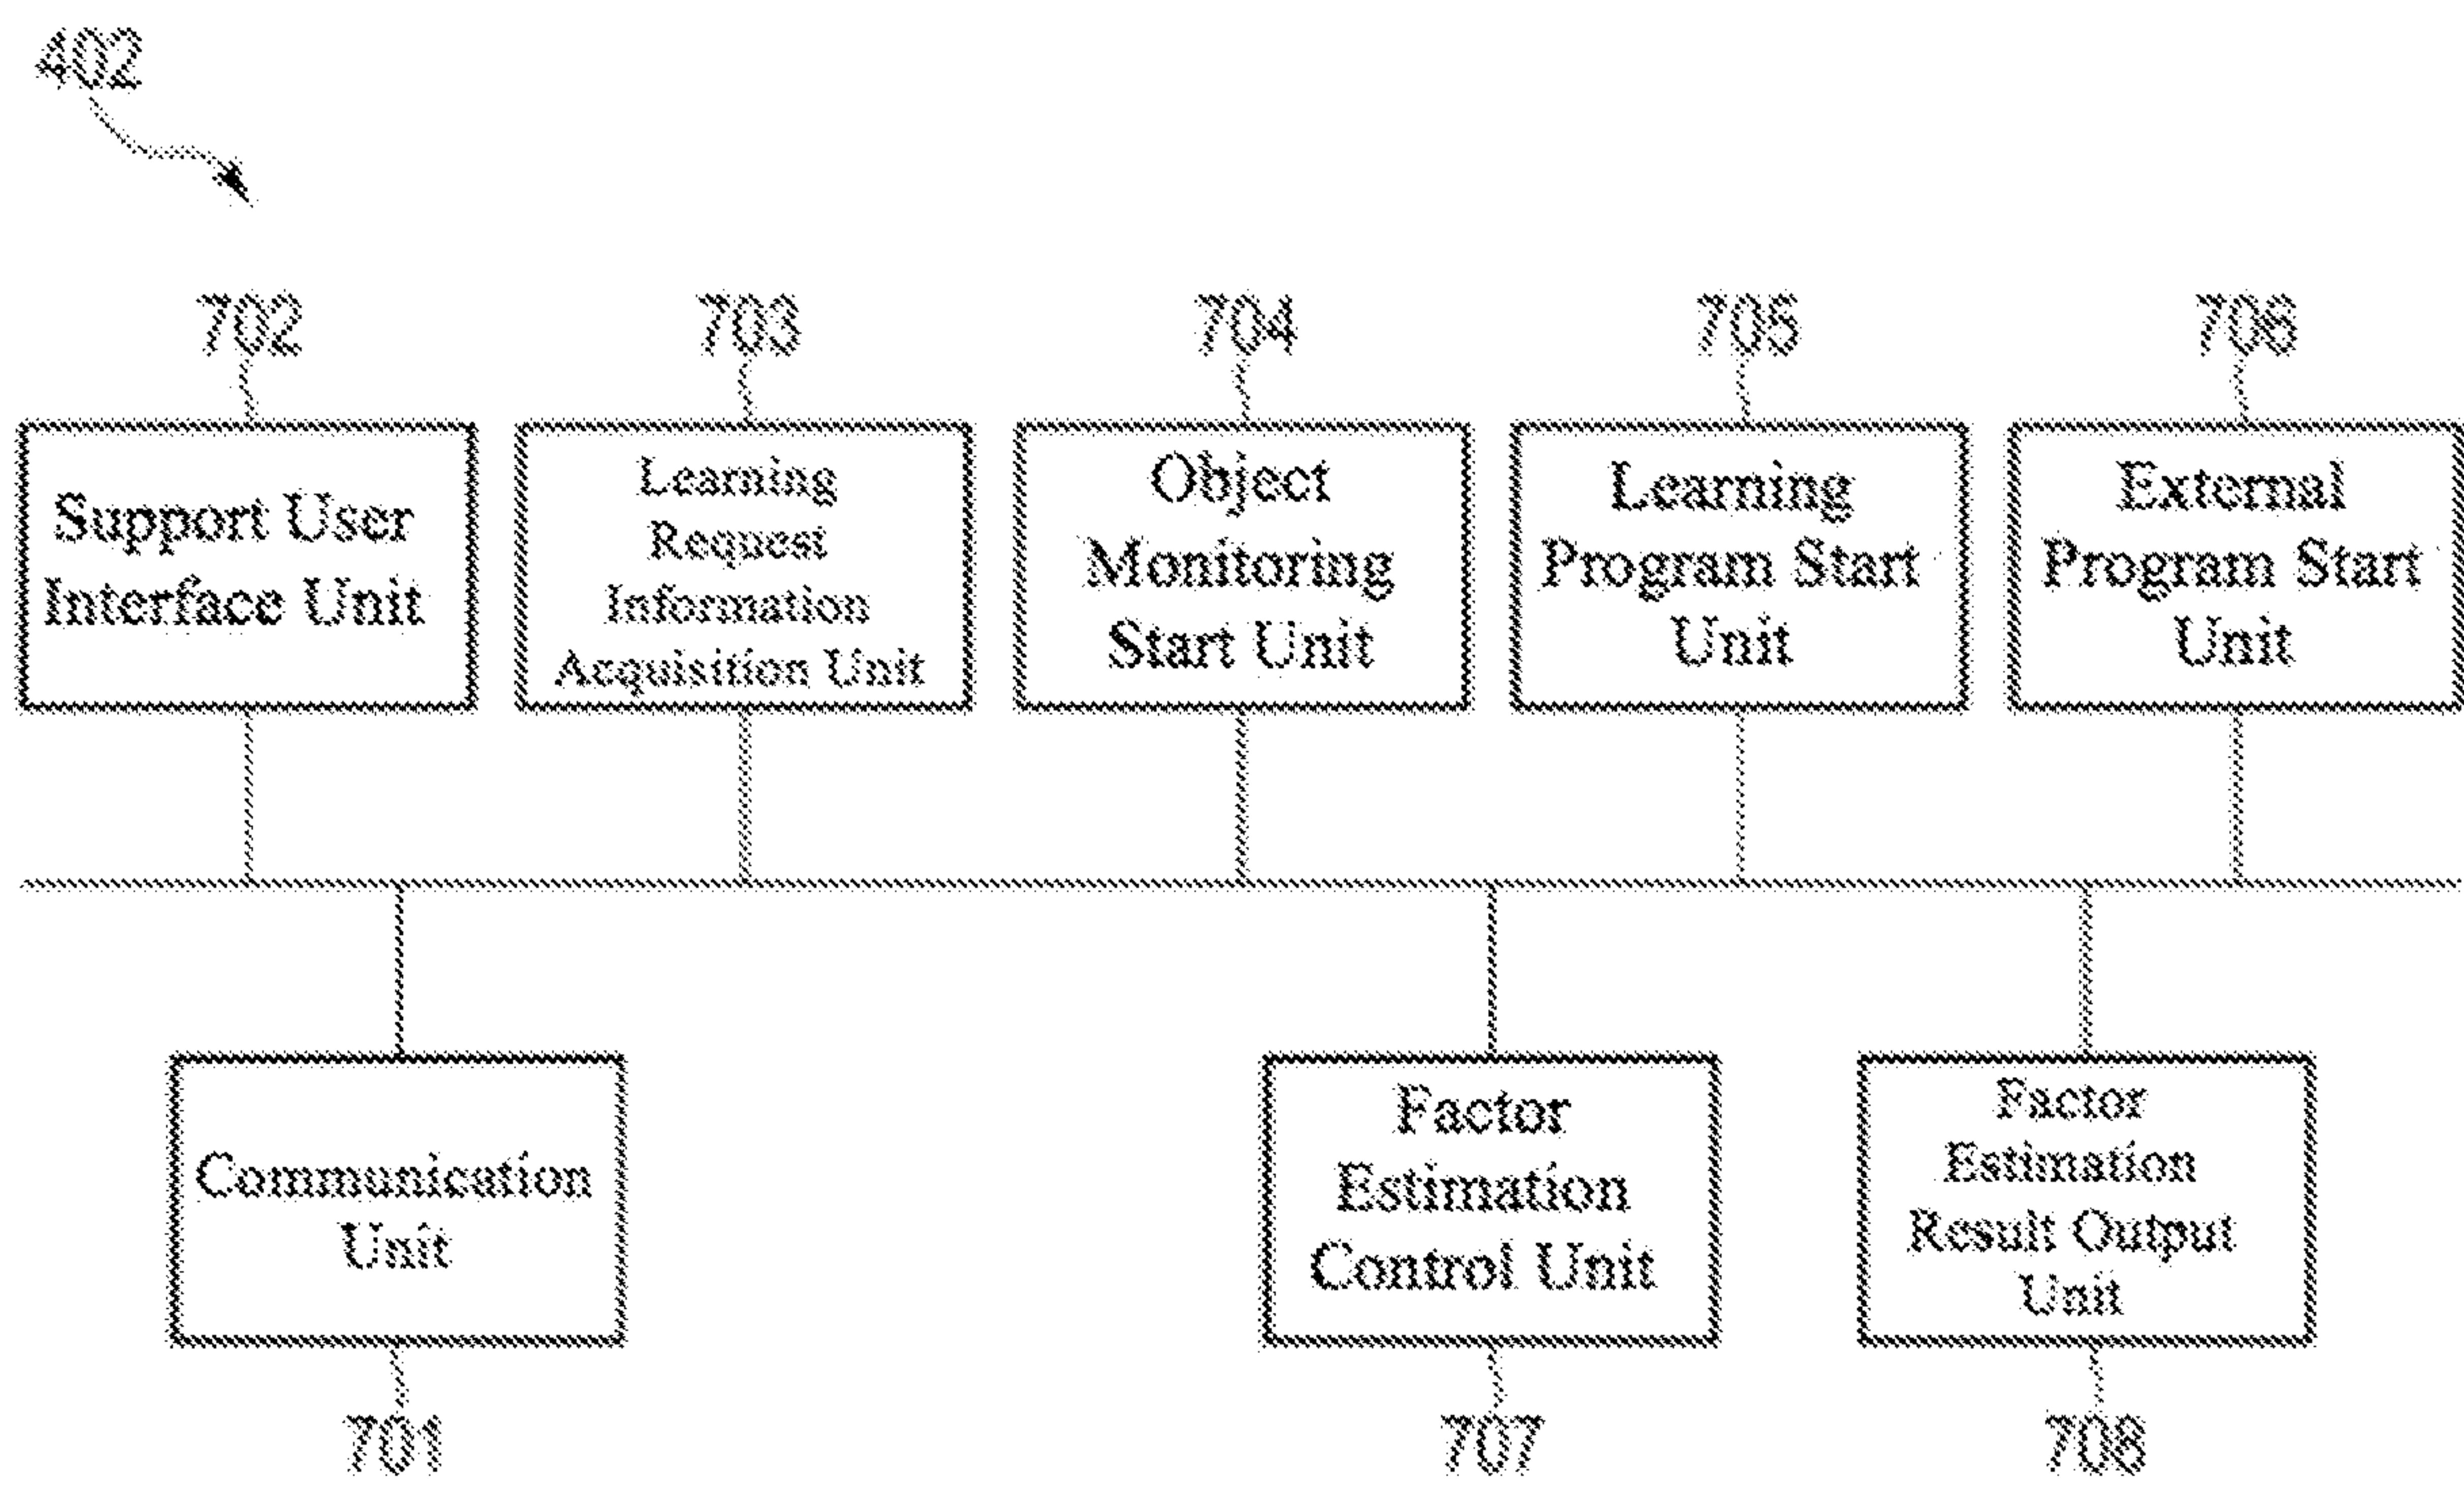 402
702
703
704
705
706
Support User
Interface Unit
Learning
Request
Information
Acquisition Unit
Object
Monitoring
Start Unit
Learning
Program Start
Unit
External
Program Start
Unit
Communication
Unit
Factor
Estimation
Control Unit
Factor
Estimation
Result Output
Unit
701
707
708